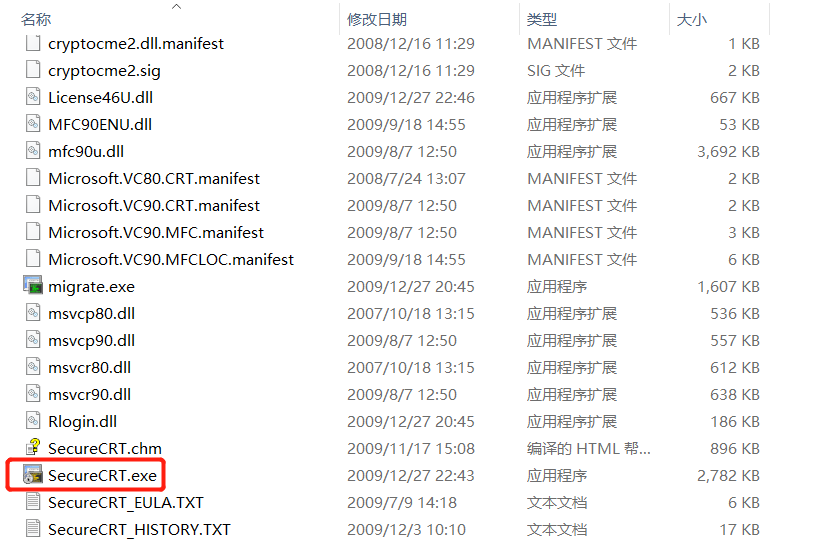 名称 修改日期 类型 大小
cryptocme2.dll.manifest 2008/12/16 11:29 MANIFEST 文件 1 KB
cryptocme2.sig 2008/12/16 11:29 SIG 文件 2 KB
License46U.dll 2009/12/27 22:46 应用程序扩展 667 KB
MFC90ENU.dll 2009/9/18 14:55 应用程序扩展 53 KB
mfc90u.dll 2009/8/7 12:50 应用程序扩展 3,692 KB
Microsoft.VC80.CRT.manifest 2008/7/24 13:07 MANIFEST 文件 2 KB
Microsoft.VC90.CRT.manifest 2009/8/7 12:50 MANIFEST 文件 2 KB
Microsoft.VC90.MFC.manifest 2009/8/7 12:50 MANIFEST 文件 3 KB
Microsoft.VC90.MFCLOC.manifest 2009/9/18 14:55 MANIFEST 文件 6 KB
migrate.exe 2009/12/27 20:45 应用程序 1,607 KB
msvcp80.dll 2007/10/18 13:15 应用程序扩展 536 KB
msvcp90.dll 2009/8/7 12:50 应用程序扩展 557 KB
msvcr80.dll 2007/10/18 13:15 应用程序扩展 612 KB
msvcr90.dll 2009/8/7 12:50 应用程序扩展 638 KB
Rlogin.dll 2009/12/27 20:45 应用程序扩展 186 KB
SecureCRT.chm 2009/11/17 15:08 编译的 HTML 帮... 896 KB
SecureCRT.exe 2009/12/27 22:43 应用程序 2,782 KB
SecureCRT_EULA.TXT 2009/7/9 14:18 文本文档 6 KB
SecureCRT_HISTORY.TXT 2009/12/3 10:10 文本文档 17 KB